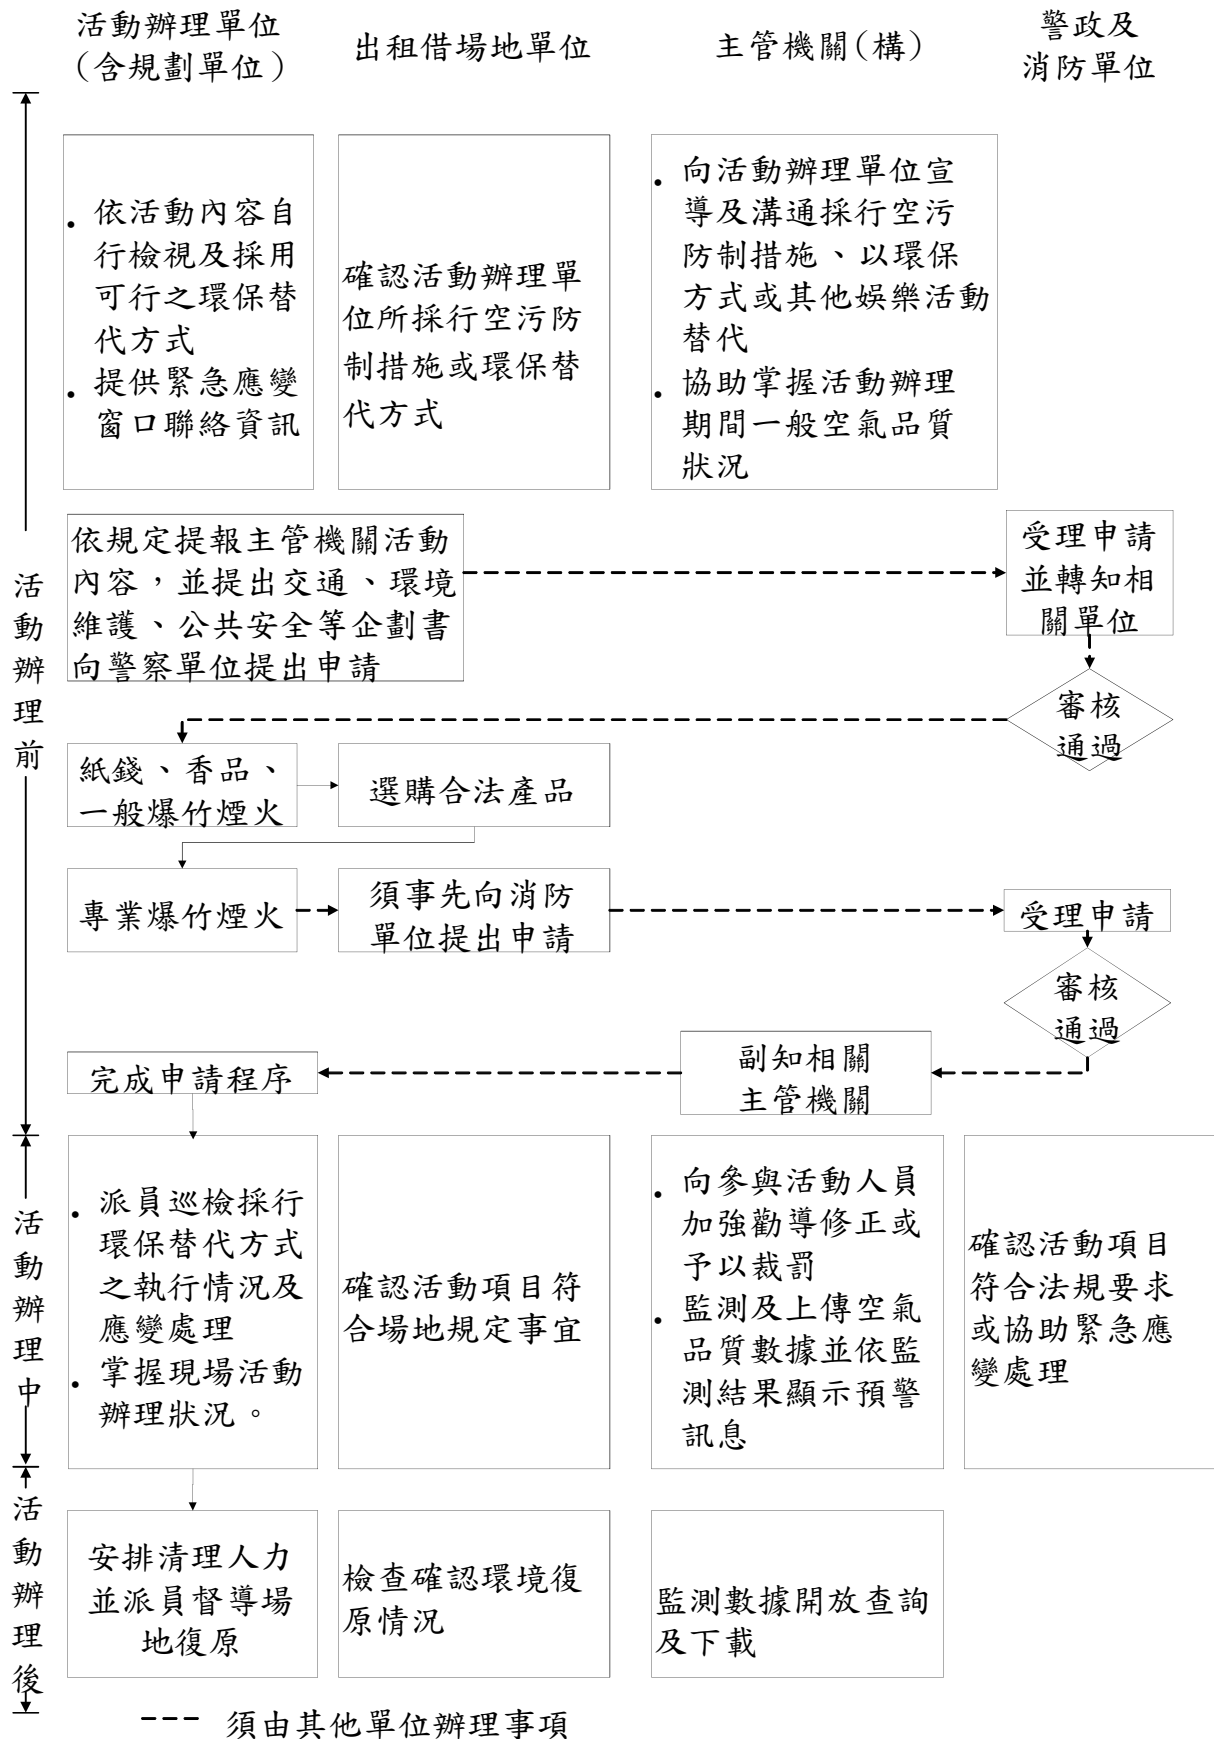 活動辦理單位
(含規劃單位)
出租借場地單位
主管機關(構)
警政及
消防單位
活動辦理前
• 依活動內容自
行檢視及採用
可行之環保替
代方式
• 提供緊急應變
窗口聯絡資訊
確認活動辦理單
位所採行空污防
制措施或環保替
代方式
• 向活動辦理單位宣
導及溝通採行空污
防制措施、以環保
方式或其他娛樂活動
替代
• 協助掌握活動辦理
期間一般空氣品質
狀況
依規定提報主管機關活動
內容，並提出交通、環境
維護、公共安全等企劃書
向警察單位提出申請
受理申請
並轉知相
關單位
審核
通過
紙錢、香品、
一般爆竹煙火
選購合法產品
專業爆竹煙火
須事先向消防
單位提出申請
受理申請
審核
通過
副知相關
主管機關
完成申請程序
活動辦理中
• 派員巡檢採行
環保替代方式
之執行情況及
應變處理
• 掌握現場活動
辦理狀況。
確認活動項目符
合場地規定事宜
• 向參與活動人員
加強勸導修正或
予以裁罰
• 監測及上傳空氣
品質數據並依監
測結果顯示預警
訊息
確認活動項目
符合法規要求
或協助緊急應
變處理
活動辦理後
安排清理人力
並派員督導場
地復原
檢查確認環境復
原情況
監測數據開放查詢
及下載
--- 須由其他單位辦理事項